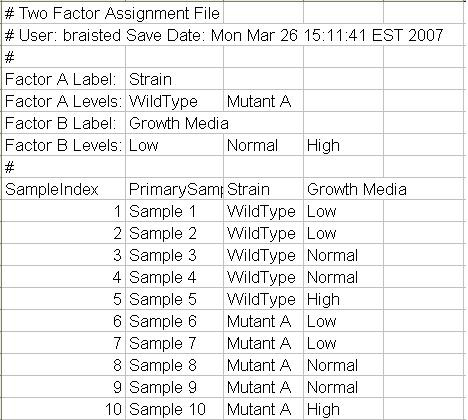 # Two Factor Assignment File
# User: braisted Save Date: Mon Mar 26 15:11:41 EST 2007
#
Factor A Label: Strain
Factor A Levels: WildType Mutant A
Factor B Label: Growth Media
Factor B Levels: Low Normal High
#
SampleIndex PrimarySamp Strain Growth Media
1 Sample 1 WildType Low
2 Sample 2 WildType Low
3 Sample 3 WildType Normal
4 Sample 4 WildType Normal
5 Sample 5 WildType High
6 Sample 6 Mutant A Low
7 Sample 7 Mutant A Low
8 Sample 8 Mutant A Normal
9 Sample 9 Mutant A Normal
10 Sample 10 Mutant A High